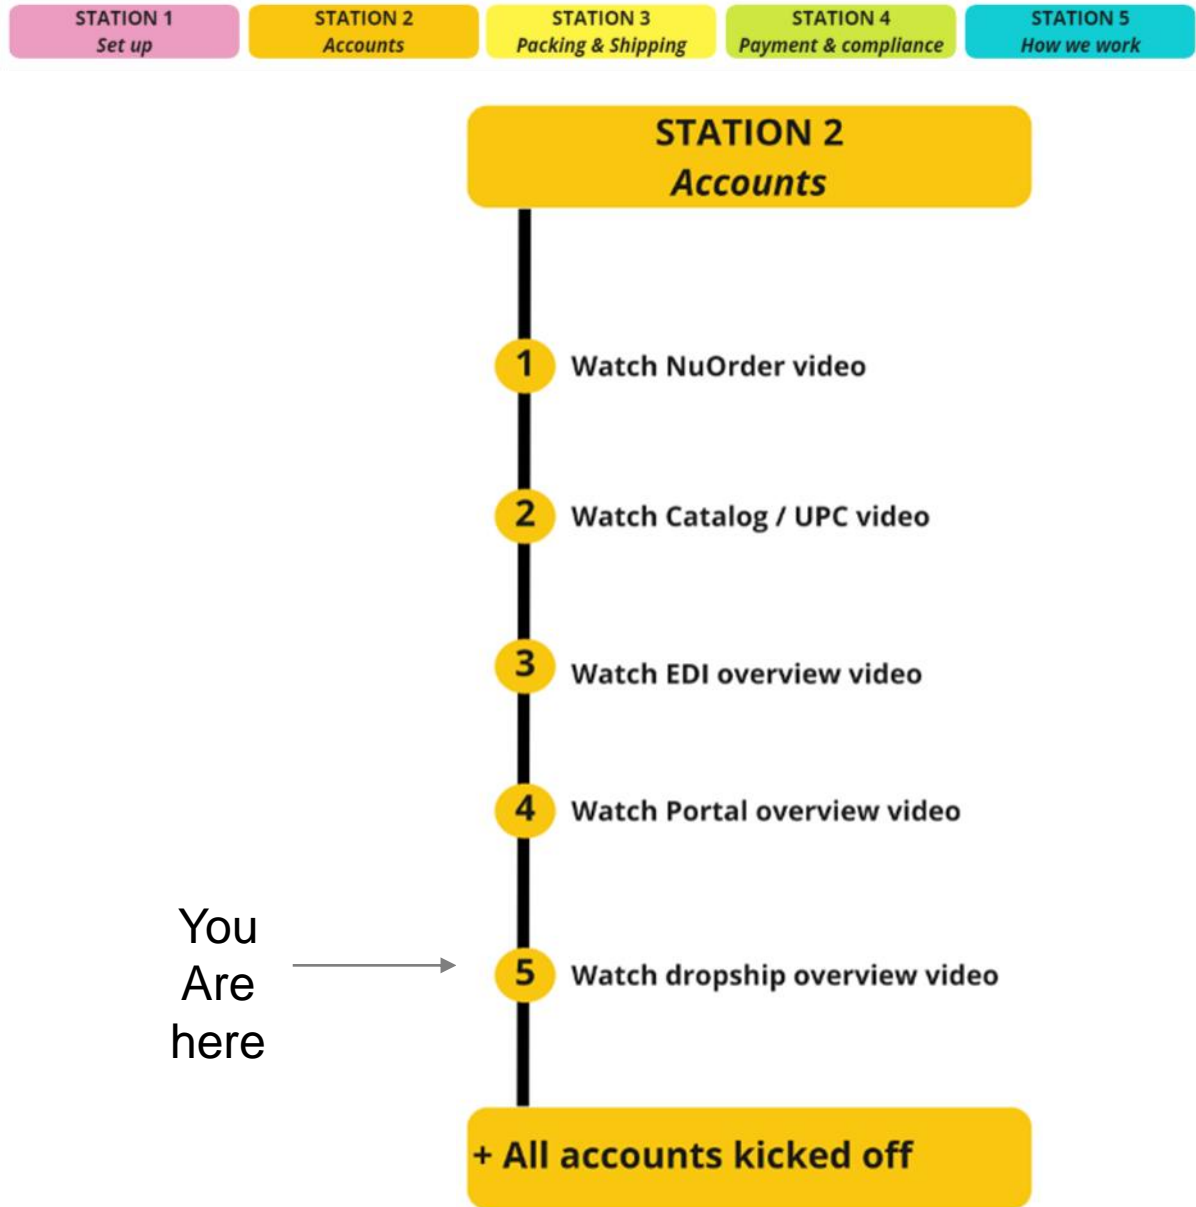 STATION 1
Set up
STATION 2
Accounts
STATION 3
Packing & Shipping
STATION 4
Payment & compliance
STATION 5
How we work
STATION 2
Accounts
1 Watch NuOrder video
2 Watch Catalog / UPC video
3 Watch EDI overview video
4 Watch Portal overview video
You
Are
here
5 Watch dropship overview video
+ All accounts kicked off